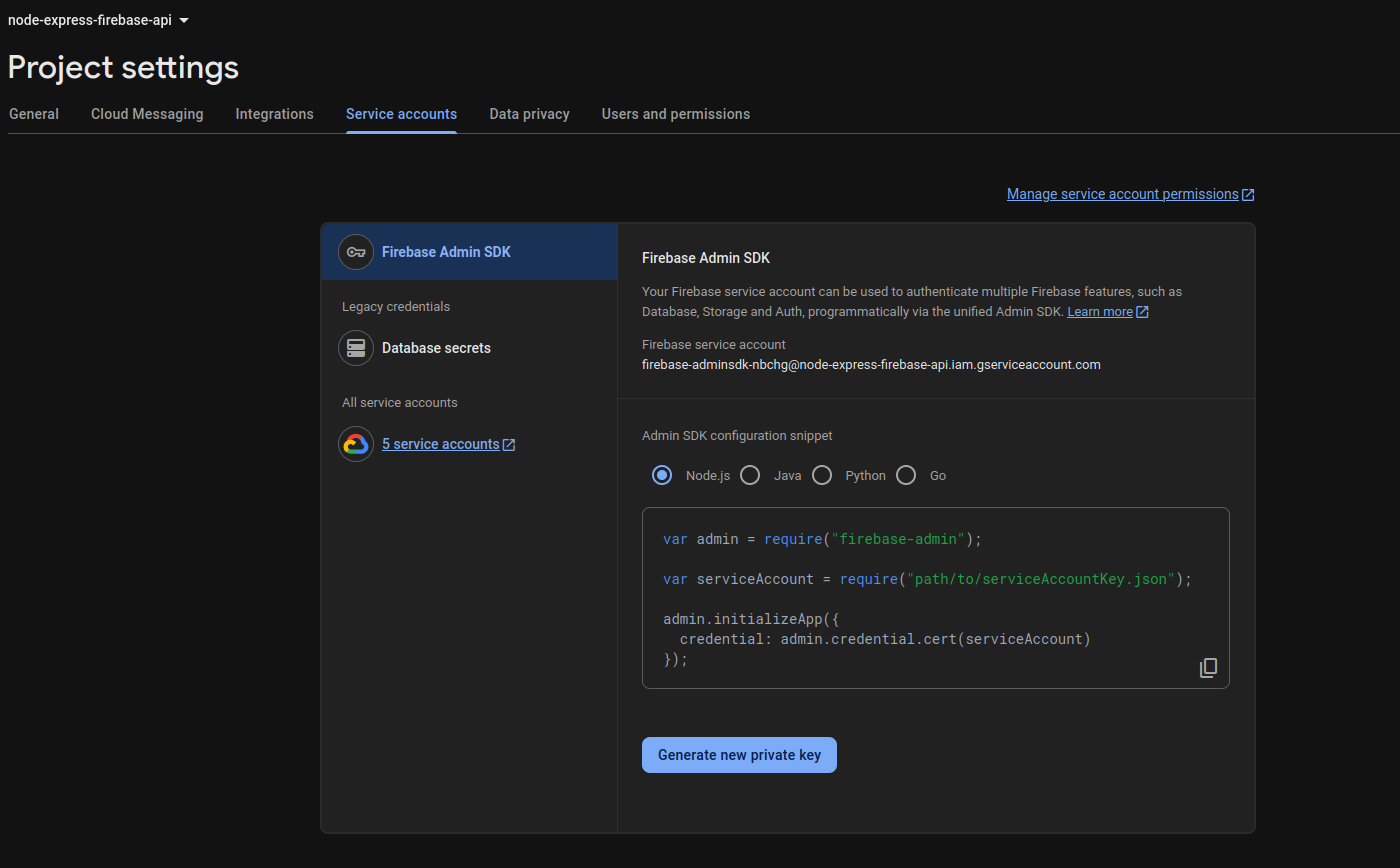 node-express-firebase-api
Project settings
General Cloud Messaging Integrations Service accounts Data privacy Users and permissions
Manage service account permissions
Firebase Admin SDK
Legacy credentials
Database secrets
All service accounts
5 service accounts
Firebase Admin SDK
Your Firebase service account can be used to authenticate multiple Firebase features, such as
Database, Storage and Auth, programmatically via the unified Admin SDK. Learn more
Firebase service account
firebase-adminsdk-nbchg@node-express-firebase-api.iam.gserviceaccount.com
Admin SDK configuration snippet
Node.js Java Python Go
var admin = require("firebase-admin");
var serviceAccount = require("path/to/serviceAccountKey.json");
admin.initializeApp({
  credential: admin.credential.cert(serviceAccount)
});
Generate new private key